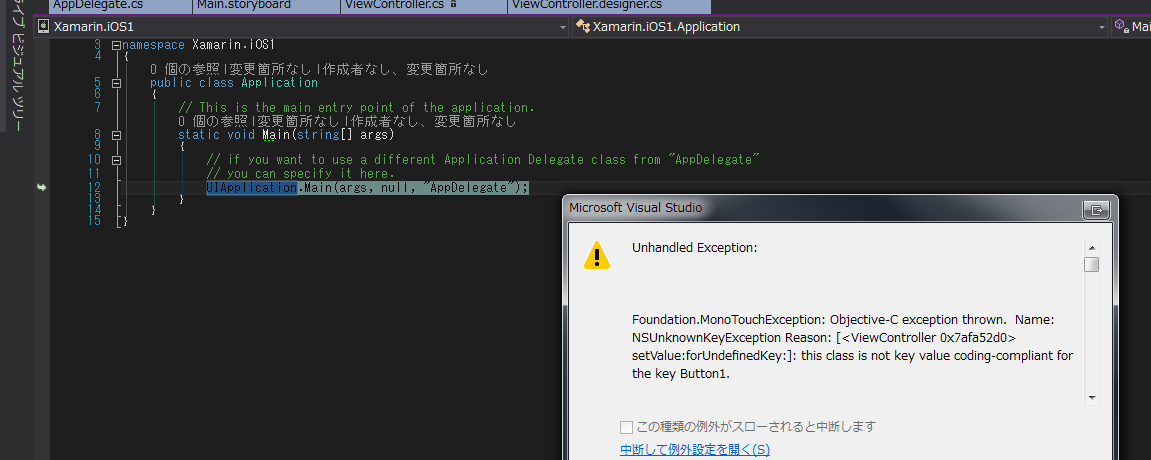 AppDelegate.cs Main.storyboard ViewController.cs ViewController.designer.cs
Xamarin.iOS1 Xamarin.iOS1.Application Mai
ライブ ビジュアル ツリー
3 namespace Xamarin.iOS1
4 {
0 個の参照|変更箇所なし|作成者なし、変更箇所なし
5 public class Application
6 {
7 // This is the main entry point of the application.
0 個の参照|変更箇所なし|作成者なし、変更箇所なし
8 static void Main(string[] args)
9 {
10 // if you want to use a different Application Delegate class from "AppDelegate"
11 // you can specify it here.
12 UIApplication.Main(args, null, "AppDelegate");
13 }
14 }
15 }
Microsoft Visual Studio
Unhandled Exception:
Foundation.MonoTouchException: Objective-C exception thrown. Name:
NSUnknownKeyException Reason: [<ViewController 0x7afa52d0>
setValue:forUndefinedKey:]: this class is not key value coding-compliant for
the key Button1.
この種類の例外がスローされると中断します
中断して例外設定を開く(S)